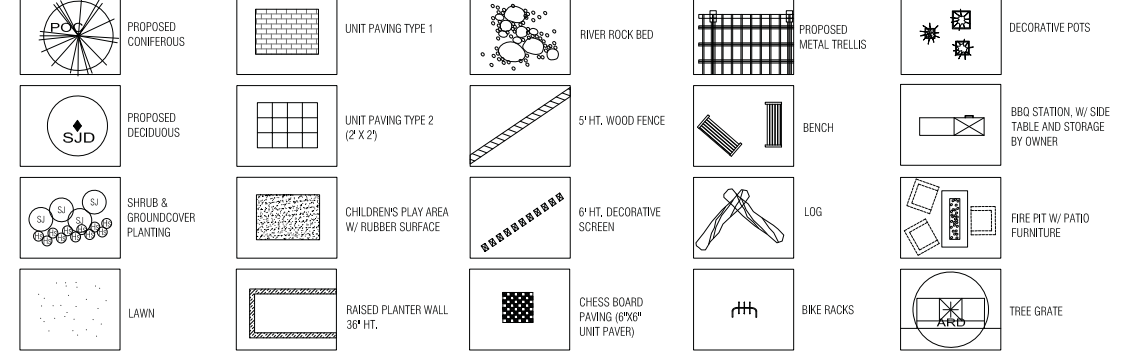 POC
PROPOSED
CONIFEROUS
UNIT PAVING TYPE 1
RIVER ROCK BED
PROPOSED
METAL TRELLIS
DECORATIVE POTS
SJD
PROPOSED
DECIDUOUS
UNIT PAVING TYPE 2
(2' X 2')
5' HT. WOOD FENCE
BENCH
BBQ STATION, W/ SIDE
TABLE AND STORAGE
BY OWNER
SJ
SJ
SJ
SJ
SHRUB &
GROUNDCOVER
PLANTING
CHILDREN'S PLAY AREA
W/ RUBBER SURFACE
6' HT. DECORATIVE
SCREEN
LOG
FIRE PIT W/ PATIO
FURNITURE
LAWN
RAISED PLANTER WALL
36" HT.
CHESS BOARD
PAVING (6"X6"
UNIT PAVER)
BIKE RACKS
ARD
TREE GRATE